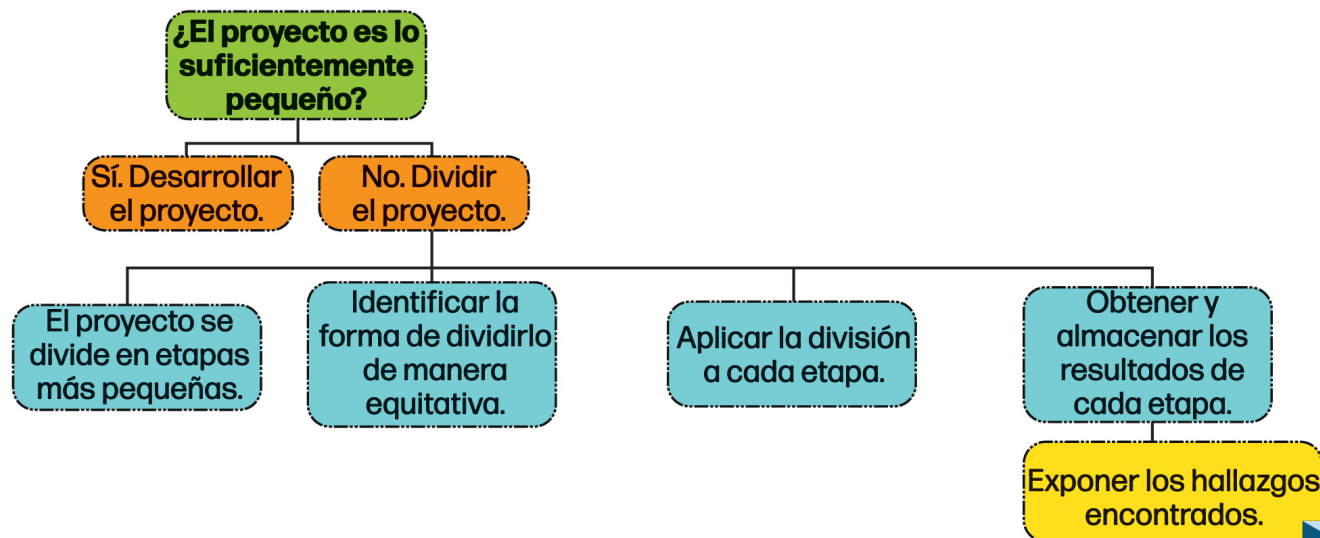 ¿El proyecto es lo
suficientemente
pequeño?
Sí. Desarrollar
el proyecto.
No. Dividir
el proyecto.
El proyecto se
divide en etapas
más pequeñas.
Identificar la
forma de dividirlo
de manera
equitativa.
Aplicar la división
a cada etapa.
Obtener y
almacenar los
resultados de
cada etapa.
Exponer los hallazgos
encontrados.